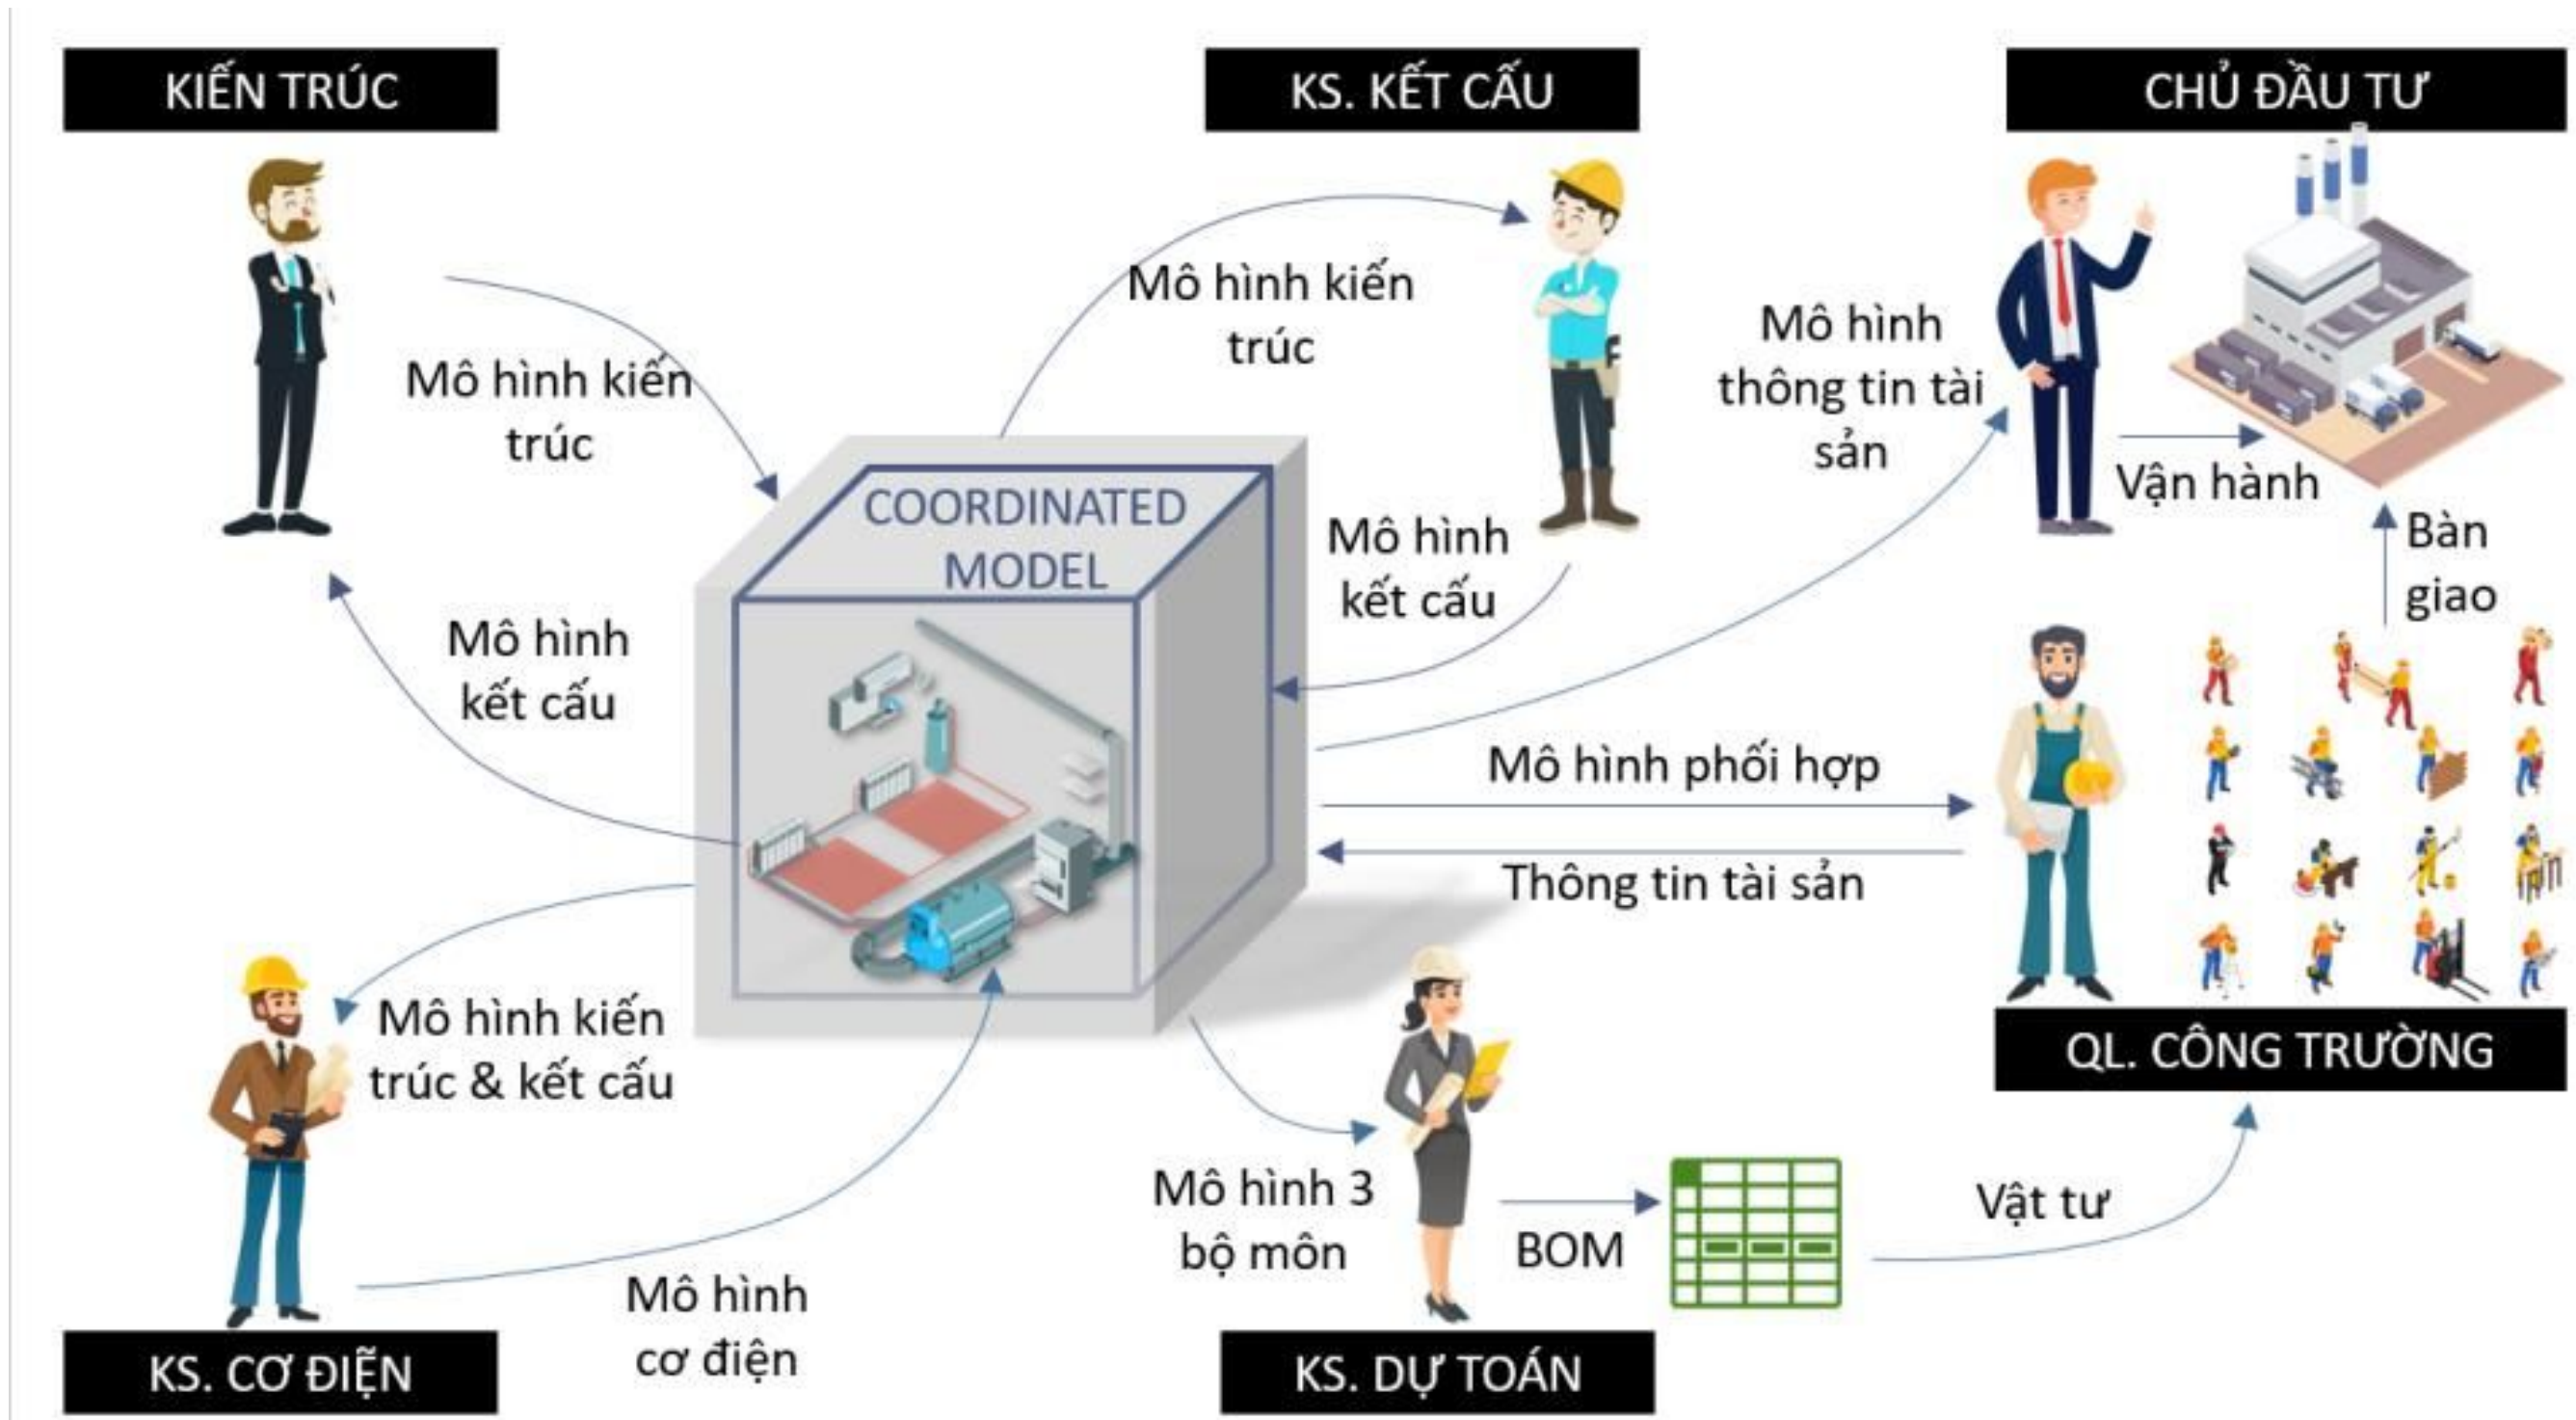 KIẾN TRÚC
KS. KẾT CẤU
CHỦ ĐẦU TƯ
Mô hình kiến
trúc
Mô hình kiến
trúc
Mô hình
thông tin tài
sản
Vận hành
Bàn
giao
COORDINATED
MODEL
Mô hình
kết cấu
Mô hình
kết cấu
Mô hình phối hợp
Thông tin tài sản
Mô hình kiến
trúc & kết cấu
QL. CÔNG TRƯỜNG
Mô hình 3
bộ môn
BOM
Vật tư
Mô hình
cơ điện
KS. CƠ ĐIỆN
KS. DỰ TOÁN